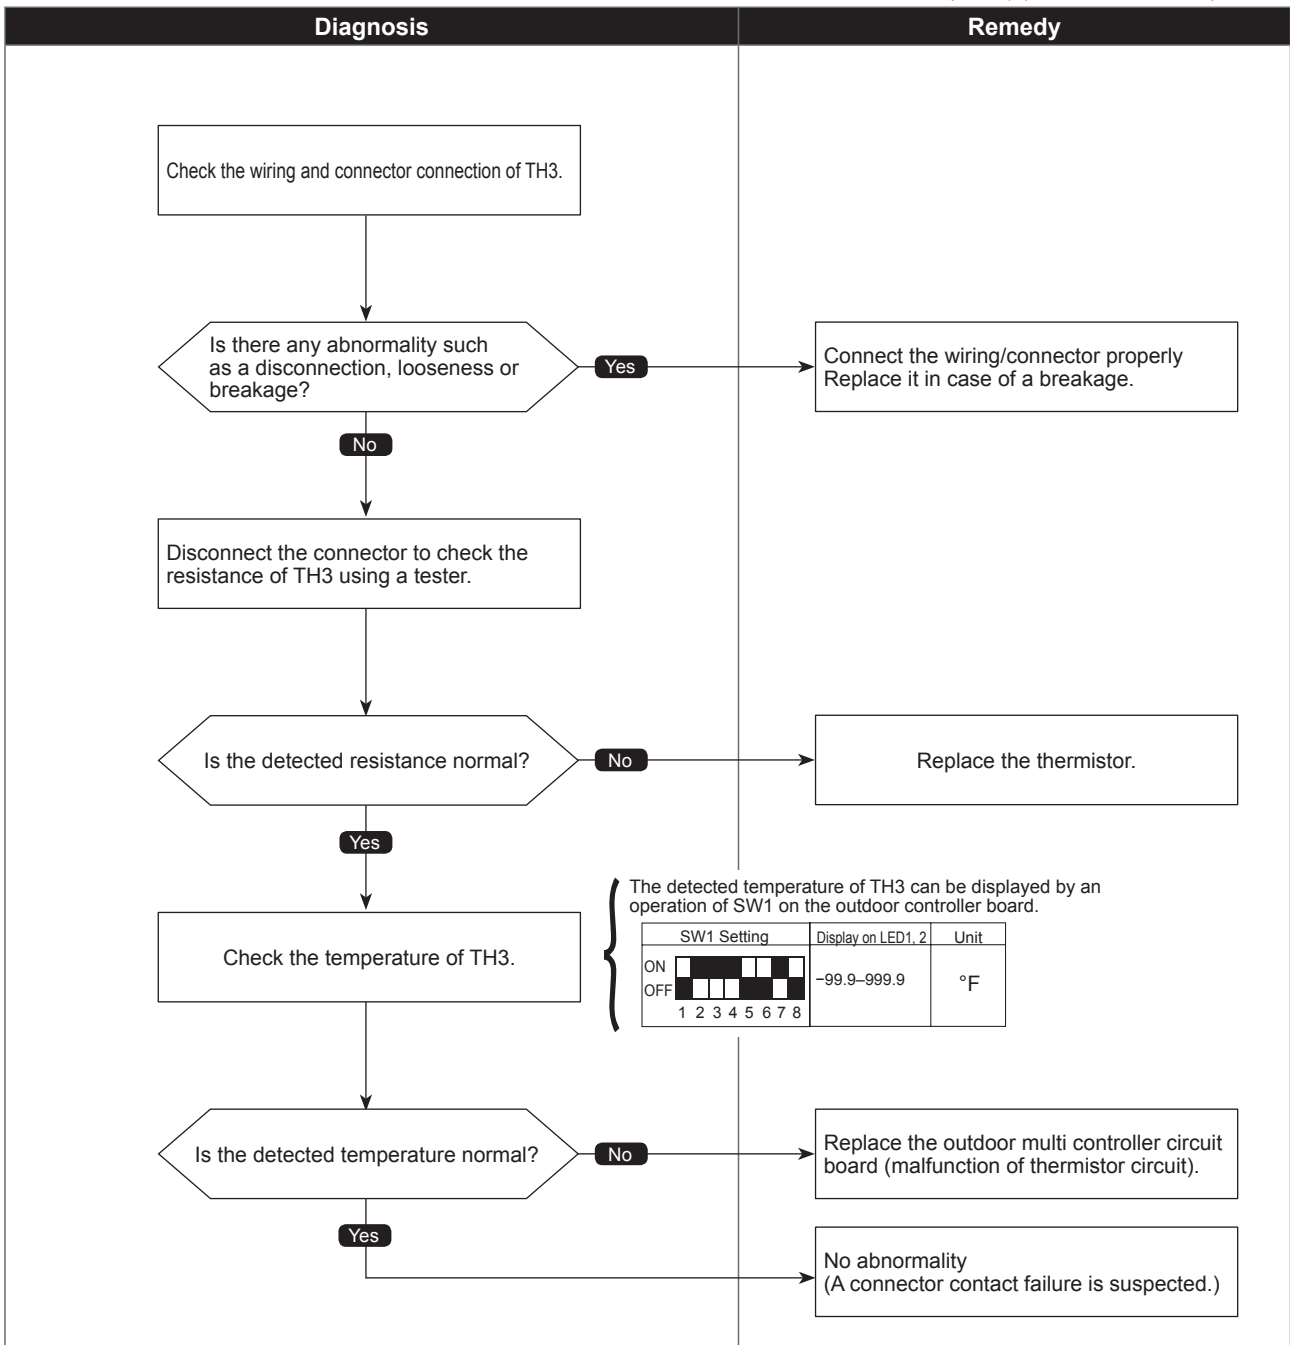 Diagnosis
Remedy
Check the wiring and connector connection of TH3.
Is there any abnormality such
as a disconnection, looseness or
breakage?
Yes
Connect the wiring/connector properly
Replace it in case of a breakage.
No
Disconnect the connector to check the
resistance of TH3 using a tester.
Is the detected resistance normal?
No
Replace the thermistor.
Yes
The detected temperature of TH3 can be displayed by an
operation of SW1 on the outdoor controller board.
SW1 Setting
Display on LED1, 2
Unit
ON
OFF
1 2 3 4 5 6 7 8
−99.9–999.9
°F
Check the temperature of TH3.
Is the detected temperature normal?
No
Replace the outdoor multi controller circuit
board (malfunction of thermistor circuit).
Yes
No abnormality
(A connector contact failure is suspected.)